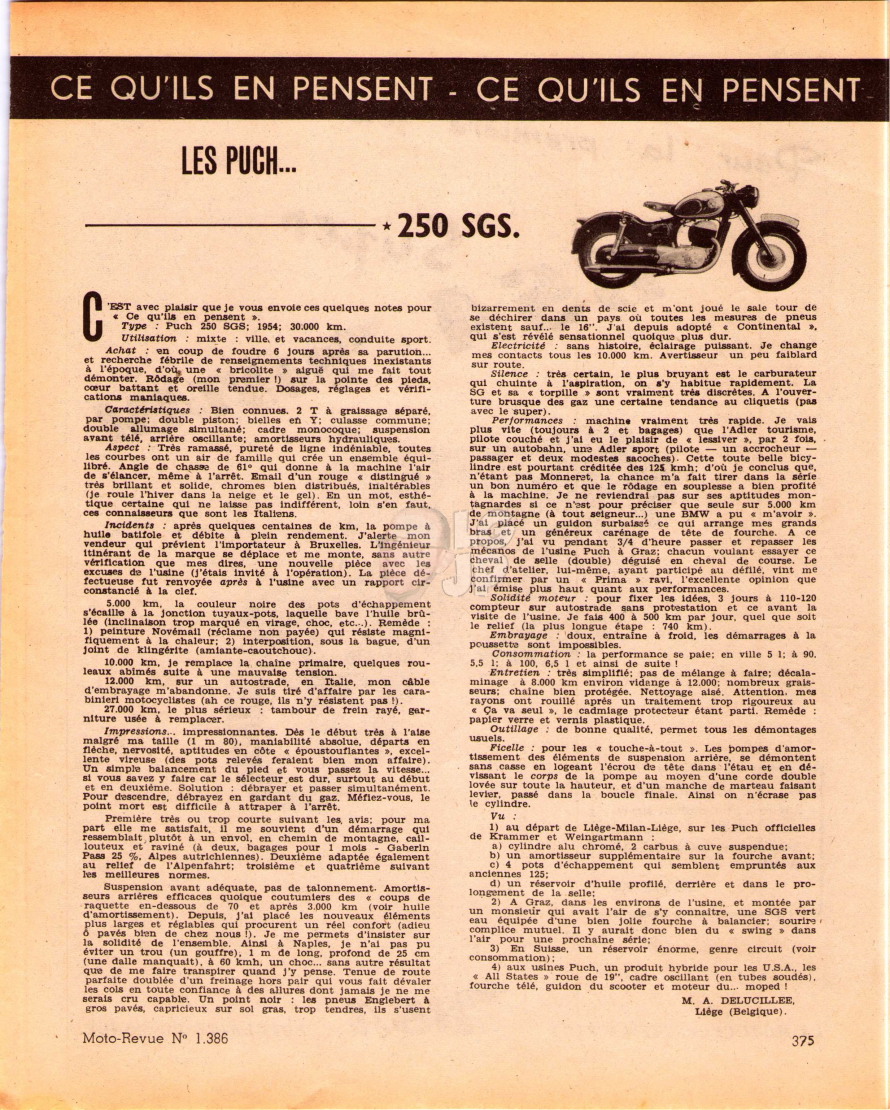 CE QU'ILS EN PENSENT - CE QU'ILS EN PENSENT
LES PUCH...
★ 250 SGS.
C'EST avec plaisir que je vous envoie ces quelques notes pour
« Ce qu'ils en pensent ».
Type : Puch 250 SGS; 1954; 30.000 km.
Utilisation : mixte : ville, et vacances, conduite sport.
Achat : en coup de foudre 6 jours après sa parution...
et recherche fébrile de renseignements techniques inexistants
à l'époque, d'où, une « bricolite » aiguë qui me fait tout
démonter. Rôdage (mon premier !) sur la pointe des pieds,
cœur battant et oreille tendue. Dosages, réglages et vérifi-
cations maniaques.
Caractéristiques : Bien connues. 2 T à graissage séparé,
par pompe; double piston; bielles en Y; culasse commune;
double allumage simultané; cadre monocoque; suspension
avant télé, arrière oscillante; amortisseurs hydrauliques.
Aspect : Très ramassé, pureté de ligne indéniable, toutes
les courbes ont un air de famille qui crée un ensemble équi-
libré. Angle de chasse de 61° qui donne à la machine l'air
de s'élancer, même à l'arrêt. Email d'un rouge « distingué »
très brillant et solide, chromes bien distribués, inaltérables
(je roule l'hiver dans la neige et le gel). En un mot, esthé-
tique certaine qui ne laisse pas indifférent, loin s'en faut,
ces connaisseurs que sont les Italiens.
Incidents : après quelques centaines de km, la pompe à
huile batifole et débite à plein rendement. J'alerte mon
vendeur qui prévient l'importateur à Bruxelles. L'ingénieur
itinérant de la marque se déplace et me monte, sans autre
vérification que mes dires, une nouvelle pièce avec les
excuses de l'usine (j'étais invité à l'opération). La pièce dé-
fectueuse fut renvoyée après à l'usine avec un rapport cir-
constancié à la clef.
5.000 km, la couleur noire des pots d'échappement
s'écaille à la jonction tuyaux-pots, laquelle bave l'huile brû-
lée (inclinaison trop marqué en virage, choc, etc...). Remède :
1) peinture Novémail (réclame non payée) qui résiste magni-
fiquement à la chaleur; 2) interposition, sous la bague, d'un
joint de klingérite (amiante-caoutchouc).
10.000 km, je remplace la chaîne primaire, quelques rou-
leaux abîmés suite à une mauvaise tension.
12.000 km, sur un autostrade, en Italie, mon câble
d'embrayage m'abandonne. Je suis tiré d'affaire par les cara-
binieri motocyclistes (ah ce rouge, ils n'y résistent pas !).
27.000 km, le plus sérieux : tambour de frein rayé, gar-
niture usée à remplacer.
Impressions... impressionnantes. Dès le début très à l'aise
malgré ma taille (1 m 80), maniabilité absolue, départs en
flèche, nervosité, aptitudes en côte « époustouflantes », excel-
lente vireuse (des pots relevés feraient bien mon affaire).
Un simple balancement du pied et vous passez la vitesse...
si vous savez y faire car le sélecteur est dur, surtout au début
et en deuxième. Solution : débrayer et passer simultanément.
Pour descendre, débrayez en gardant du gaz. Méfiez-vous, le
point mort est difficile à attraper à l'arrêt.
Première très ou trop courte suivant les avis; pour ma
part elle me satisfait, il me souvient d'un démarrage qui
ressemblait plutôt à un envol, en chemin de montagne, cail-
louteux et raviné (à deux, bagages pour 1 mois - Gaberin
Pass 25 %, Alpes autrichiennes). Deuxième adaptée également
au relief de l'Alpenfahrt; troisième et quatrième suivant
les meilleures normes.
Suspension avant adéquate, pas de talonnement. Amortis-
seurs arrières efficaces quoique coutumiers des « coups de
raquette en-dessous de 70 et après 3.000 km (voir huile
d'amortissement). Depuis, j'ai placé les nouveaux éléments
plus larges et réglables qui procurent un réel confort (adieu
ô pavés bien de chez nous !). Je me permets d'insister sur
la solidité de l'ensemble. Ainsi à Naples, je n'ai pas pu
éviter un trou (un gouffre), 1 m de long, profond de 25 cm
(une dalle manquait), à 60 kmh, un choc... sans autre résultat
que de me faire transpirer quand j'y pense. Tenue de route
parfaite doublée d'un freinage hors pair qui vous fait dévaler
les cols en toute confiance à des allures dont jamais je ne me
serais cru capable. Un point noir : les pneus Englebert à
gros pavés, capricieux sur sol gras, trop tendres, ils s'usent
bizarrement en dents de scie et m'ont joué le sale tour de
se déchirer dans un pays où toutes les mesures de pneus
existent sauf... le 16". J'ai depuis adopté « Continental »,
qui s'est révélé sensationnel quoique plus dur.
Electricité : sans histoire, éclairage puissant. Je change
mes contacts tous les 10.000 km. Avertisseur un peu faiblard
sur route.
Silence : très certain, le plus bruyant est le carburateur
qui chuinte à l'aspiration, on s'y habitue rapidement. La
SG et sa « torpille » sont vraiment très discrètes. A l'ouver-
ture brusque des gaz une certaine tendance au cliquetis (pas
avec le super).
Performances : machine vraiment très rapide. Je vais
plus vite (toujours à 2 et bagages) que l'Adler tourisme,
pilote couché et j'ai eu le plaisir de « lessiver », par 2 fois,
sur un autobahn, une Adler sport (pilote — un accrocheur —
passager et deux modestes sacoches). Cette toute belle bicy-
lindre est pourtant créditée des 125 kmh; d'où je conclus que,
n'étant pas Monneret, la chance m'a fait tirer dans la série
un bon numéro et que le rôdage en souplesse a bien profité
à la machine. Je ne reviendrai pas sur ses aptitudes mon-
tagnardes si ce n'est pour préciser que seule sur 5.000 km
de montagne (à tout seigneur...) une BMW a pu « m'avoir ».
J'ai placé un guidon surbaissé ce qui arrange mes grands
bras et un généreux carénage de tête de fourche. A ce
propos, j'ai vu pendant 3/4 d'heure passer et repasser les
mécanos de l'usine Puch à Graz; chacun voulant essayer ce
cheval de selle (double) déguisé en cheval de course. Le
chef d'atelier, lui-même, ayant participé au défilé, vint me
confirmer par un « Prima » ravi, l'excellente opinion que
j'ai émise plus haut quant aux performances.
Solidité moteur : pour fixer les idées, 3 jours à 110-120
compteur sur autostrade sans protestation et ce avant la
visite de l'usine. Je fais 400 à 500 km par jour, quel que soit
le relief (la plus longue étape : 740 km).
Embrayage : doux, entraîne à froid, les démarrages à la
poussette sont impossibles.
Consommation : la performance se paie; en ville 5 l; à 90,
5,5 l; à 100, 6,5 l et ainsi de suite !
Entretien : très simplifié; pas de mélange à faire; décala-
minage à 8.000 km environ vidange à 12.000; nombreux grais-
seurs; chaîne bien protégée. Nettoyage aisé. Attention, mes
rayons ont rouillé après un traitement trop rigoureux au
« Ça va seul », le cadmiage protecteur étant parti. Remède :
papier verre et vernis plastique.
Outillage : de bonne qualité, permet tous les démontages
usuels.
Ficelle : pour les « touche-à-tout ». Les pompes d'amor-
tissement des éléments de suspension arrière, se démontent
sans casse en logeant l'écrou de tête dans l'étau et en dé-
vissant le corps de la pompe au moyen d'une corde double
lovée sur toute la hauteur, et d'un manche de marteau faisant
levier, passé dans la boucle finale. Ainsi on n'écrase pas
le cylindre.
Vu :
1) au départ de Liége-Milan-Liége, sur les Puch officielles
de Krammer et Weingartmann :
a) cylindre alu chromé, 2 carbus à cuve suspendue;
b) un amortisseur supplémentaire sur la fourche avant;
c) 4 pots d'échappement qui semblent empruntés aux
anciennes 125;
d) un réservoir d'huile profilé, derrière et dans le pro-
longement de la selle;
2) A Graz, dans les environs de l'usine, et montée par
un monsieur qui avait l'air de s'y connaître, une SGS vert
eau équipée d'une bien jolie fourche à balancier; sourire
complice mutuel. Il y aurait donc bien du « swing » dans
l'air pour une prochaine série;
3) En Suisse, un réservoir énorme, genre circuit (voir
consommation);
4) aux usines Puch, un produit hybride pour les U.S.A., les
« All States » roue de 19", cadre oscillant (en tubes soudés),
fourche télé, guidon du scooter et moteur du... moped !
M. A. DELUCILLEE,
Liége (Belgique).
Moto-Revue N° 1.386
375